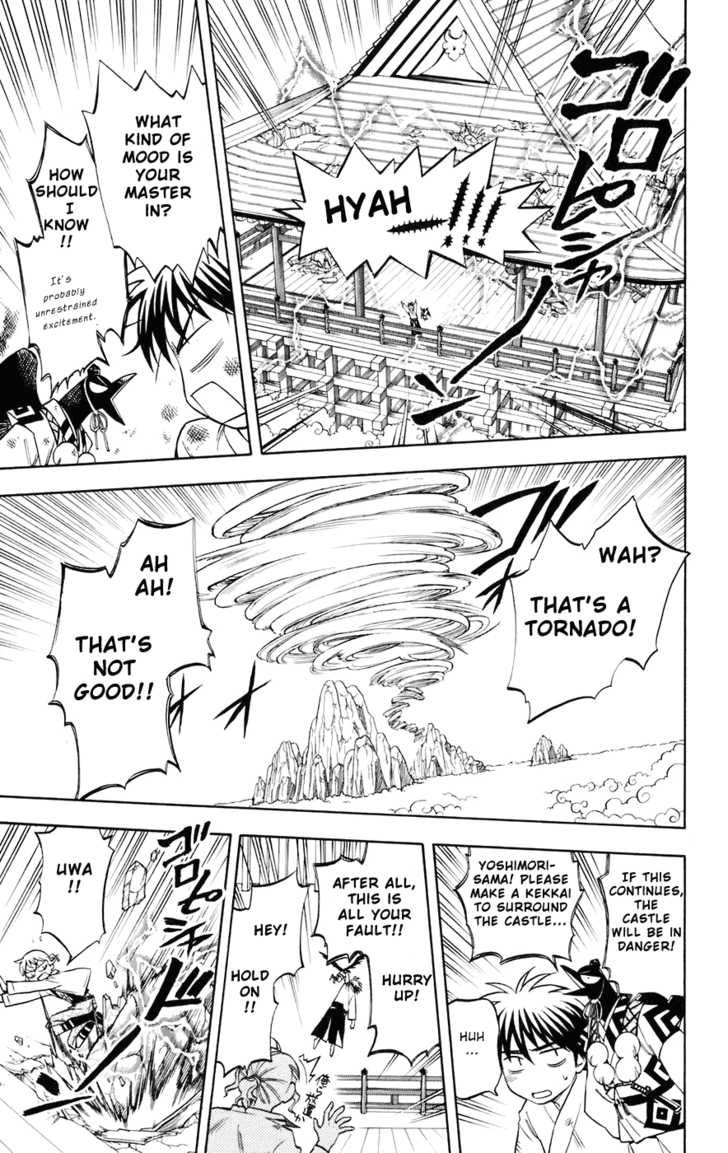 ゴロピシャーッ
HYAH
!!!
WHAT
KIND OF
MOOD IS
YOUR
MASTER
IN?
HOW
SHOULD
I
KNOW
!!
It's
probably
unrestrained
excitement.
WAH?
THAT'S A
TORNADO!
AH
AH!
THAT'S
NOT
GOOD!!
IF THIS
CONTINUES,
THE
CASTLE
WILL BE
IN
DANGER!
YOSHIMORI-
SAMA! PLEASE
MAKE A
KEKKAI
TO SURROUND
THE CASTLE...
HUH
...
AFTER ALL,
THIS IS
ALL YOUR
FAULT!!
HURRY
UP!
HEY!
HOLD
ON
!!
UWA
!!
ゴロピシャアッ